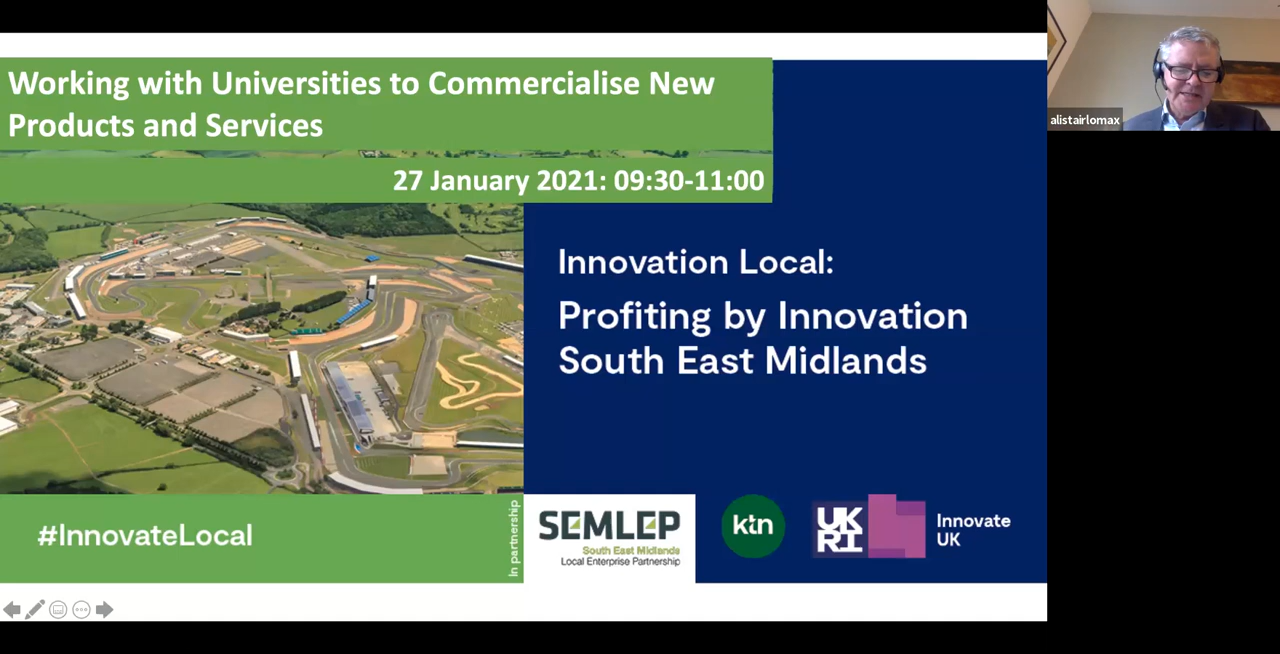 Working with Universities to Commercialise New
Products and Services
27 January 2021: 09:30-11:00
alistairlomax
Innovation Local:
Profiting by Innovation
South East Midlands
#InnovateLocal
In partnership
SEMLEP
South East Midlands
Local Enterprise Partnership
ktn
UK
RI
Innovate
UK